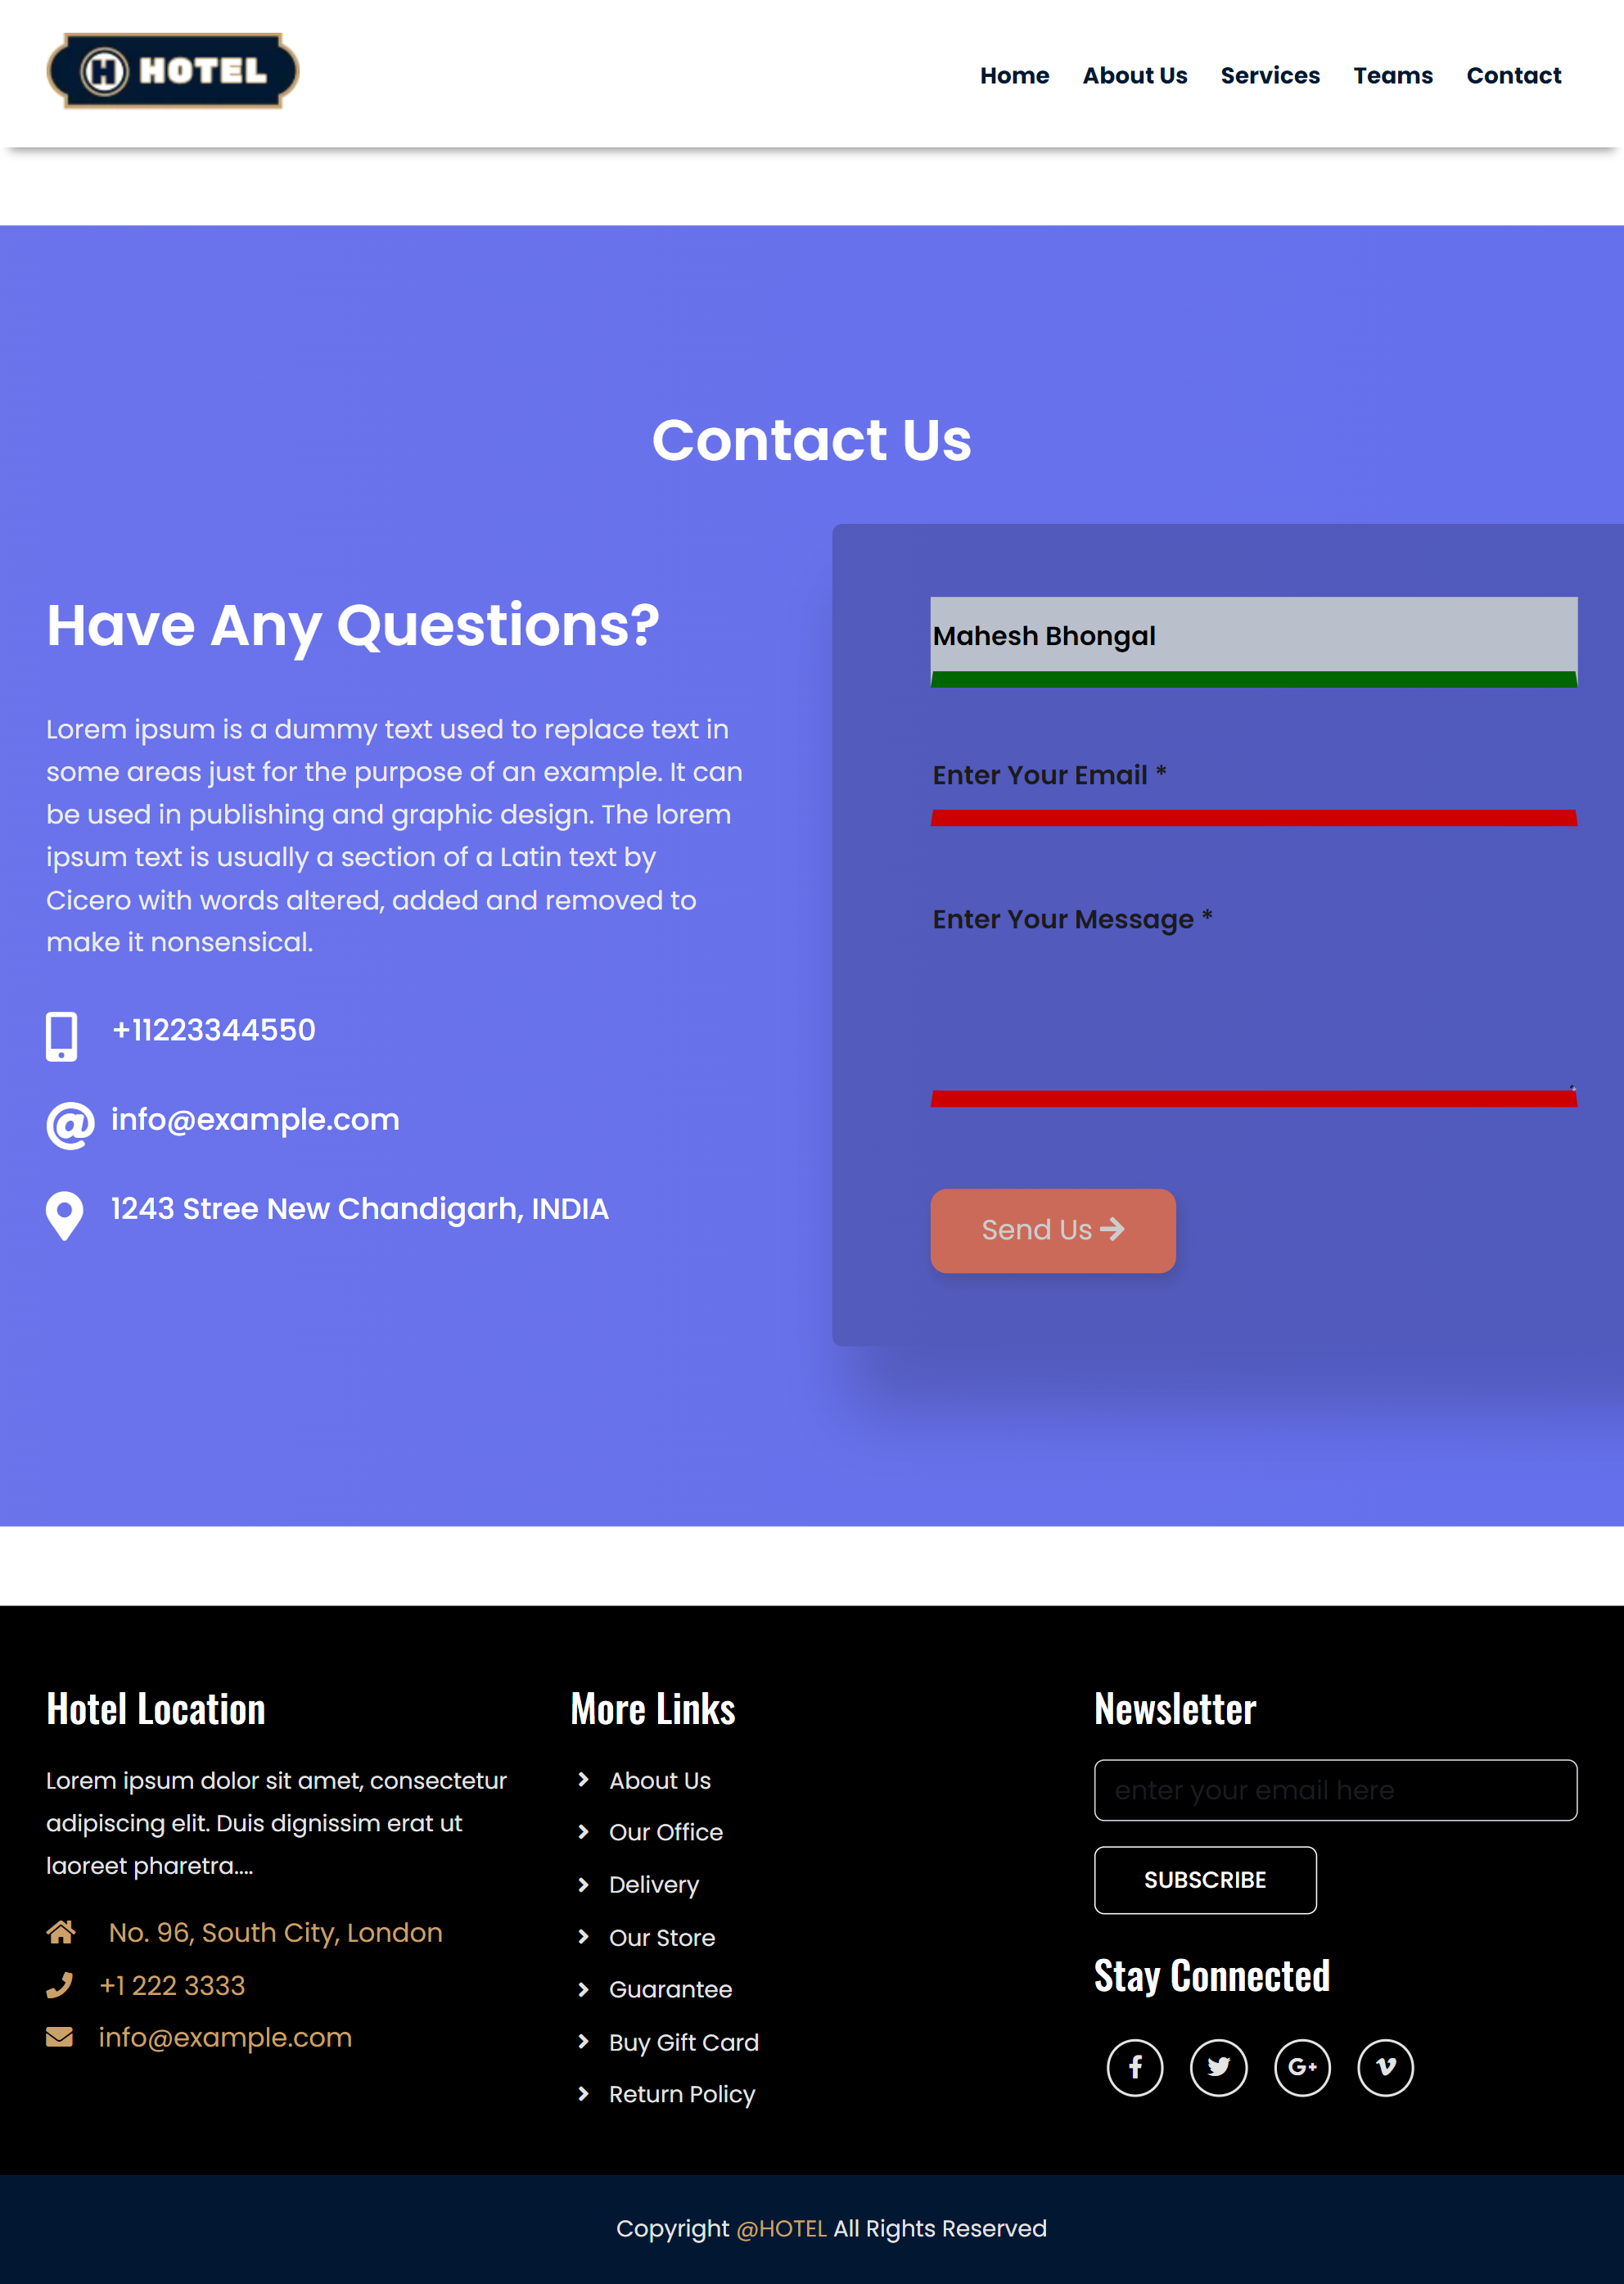 H HOTEL
Home About Us Services Teams Contact
Contact Us
Have Any Questions?
Lorem ipsum is a dummy text used to replace text in
some areas just for the purpose of an example. It can
be used in publishing and graphic design. The lorem
ipsum text is usually a section of a Latin text by
Cicero with words altered, added and removed to
make it nonsensical.
+11223344550
info@example.com
1243 Stree New Chandigarh, INDIA
Mahesh Bhongal
Enter Your Email *
Enter Your Message *
Send Us
Hotel Location
Lorem ipsum dolor sit amet, consectetur
adipiscing elit. Duis dignissim erat ut
laoreet pharetra....
No. 96, South City, London
+1 222 3333
info@example.com
More Links
About Us
Our Office
Delivery
Our Store
Guarantee
Buy Gift Card
Return Policy
Newsletter
enter your email here
SUBSCRIBE
Stay Connected
Copyright @HOTEL All Rights Reserved